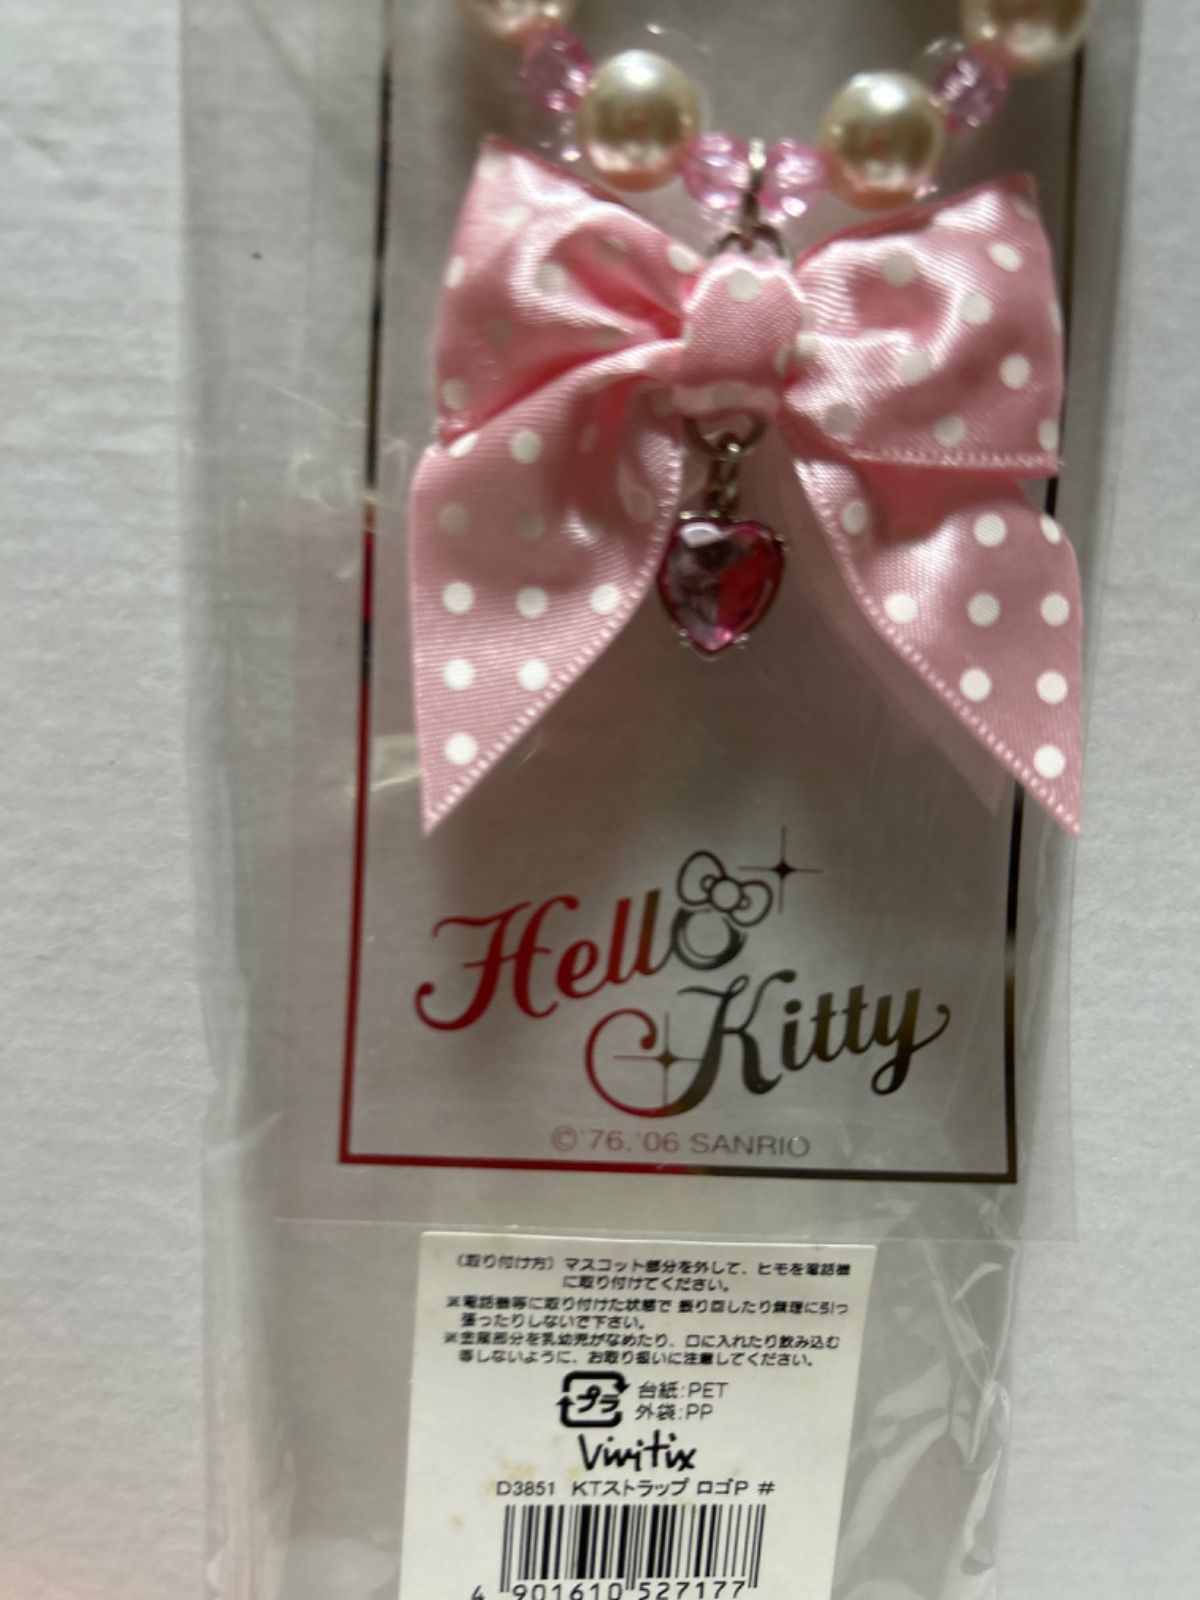 Hello
Kitty
©'76,'06 SANRIO
(取り付け方) マスコット部分を外して、ヒモを電話機
に取り付けてください。
※電話機等に取り付けた状態で 振り回したり無理に引っ
張ったりしないで下さい。
※金属部分を乳幼児がなめたり、口に入れたり飲み込む
等しないように、お取り扱いに注意してください。
プラ
台紙:PET
外袋:PP
Vivitix
D3851 KTストラップ ロゴP #
4 901610 527177